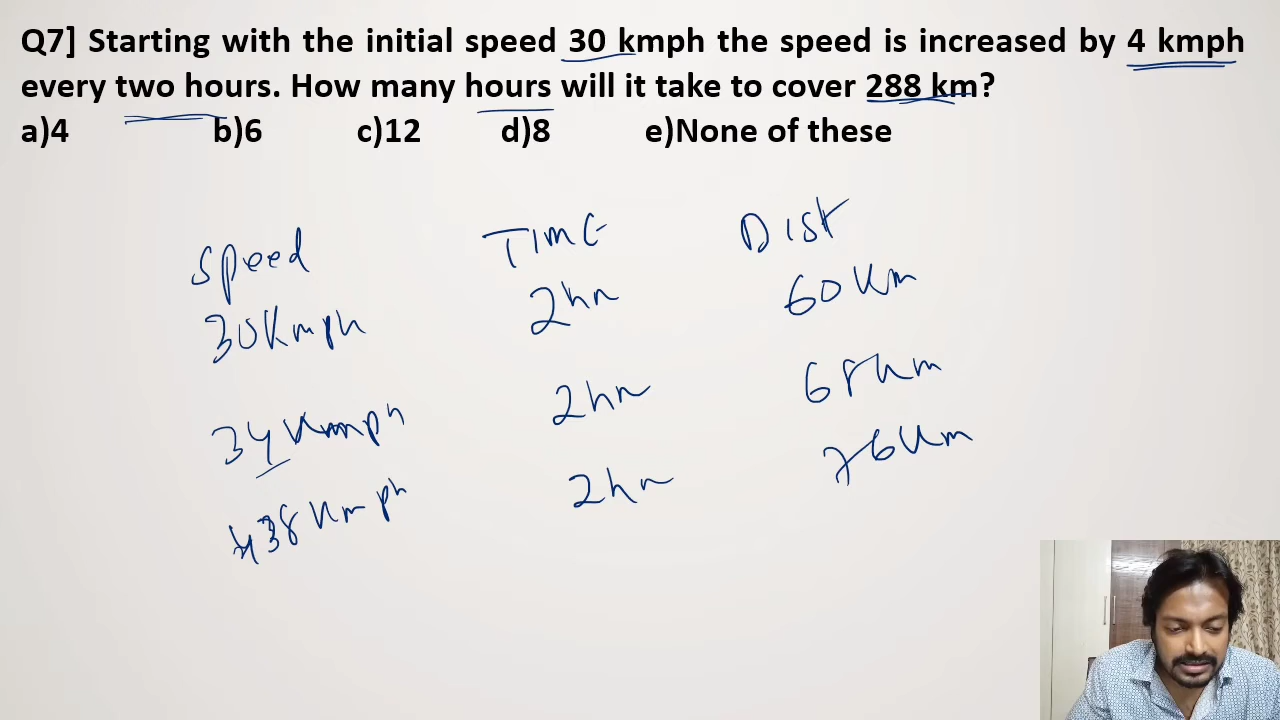 Q7] Starting with the initial speed 30 kmph the speed is increased by 4 kmph
every two hours. How many hours will it take to cover 288 km?
a)4 b)6 c)12 d)8 e)None of these
Speed Time Dist
30Kmph 2hr 60Km
34Kmph 2hr 68Km
38Kmph 2hr 76Km